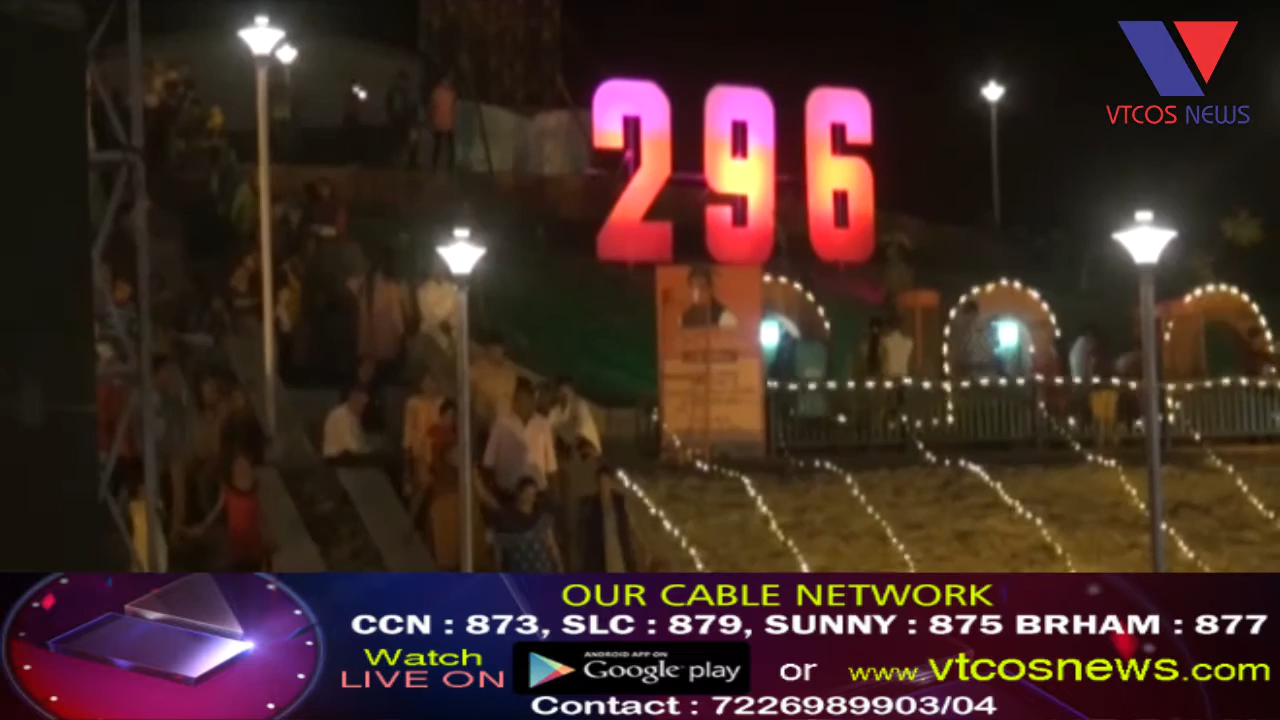 296
VTCOS NEWS
OUR CABLE NETWORK
CCN : 873, SLC : 879, SUNNY : 875 BRHAM : 877
Watch
LIVE ON
ANDROID APP ON
Google play
or
www.vtcosnews.com
Contact : 7226989903/04